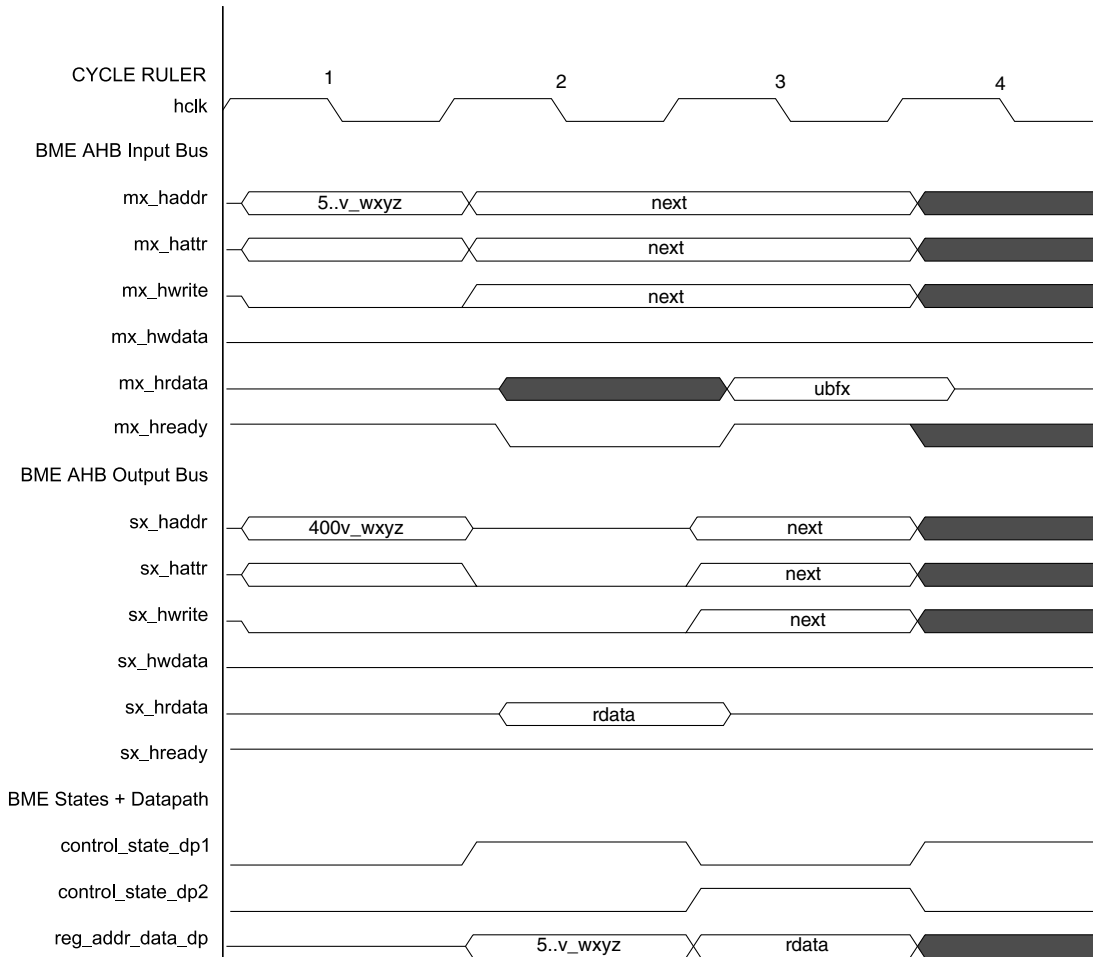 CYCLE RULER 1 2 3 4
hclk
BME AHB Input Bus
mx_haddr 5..v_wxyz next
mx_hattr next
mx_hwrite next
mx_hwdata
mx_hrdata ubfx
mx_hready
BME AHB Output Bus
sx_haddr 400v_wxyz next
sx_hattr next
sx_hwrite next
sx_hwdata
sx_hrdata rdata
sx_hready
BME States + Datapath
control_state_dp1
control_state_dp2
reg_addr_data_dp 5..v_wxyz rdata